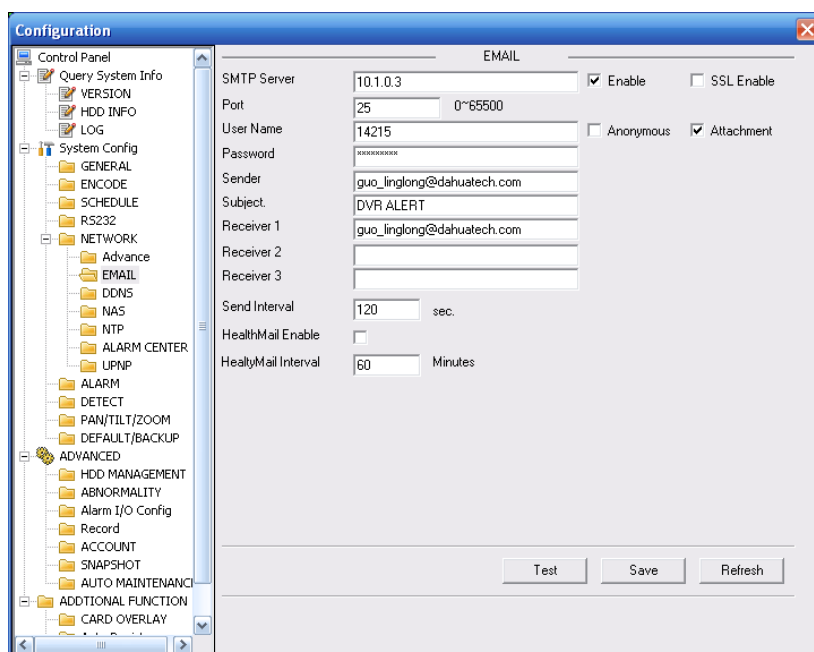 Configuration
Control Panel
Query System Info
VERSION
HDD INFO
LOG
System Config
GENERAL
ENCODE
SCHEDULE
RS232
NETWORK
Advance
EMAIL
DDNS
NAS
NTP
ALARM CENTER
UPNP
ALARM
DETECT
PAN/TILT/ZOOM
DEFAULT/BACKUP
ADVANCED
HDD MANAGEMENT
ABNORMALITY
Alarm I/O Config
Record
ACCOUNT
SNAPSHOT
AUTO MAINTENANC
ADDTIONAL FUNCTION
CARD OVERLAY
EMAIL
SMTP Server 10.1.0.3 Enable SSL Enable
Port 25 0~65500
User Name 14215 Anonymous Attachment
Password ×××××××××
Sender guo_linglong@dahuatech.com
Subject. DVR ALERT
Receiver 1 guo_linglong@dahuatech.com
Receiver 2
Receiver 3
Send Interval 120 sec.
HealthMail Enable
HealtyMail Interval 60 Minutes
Test Save Refresh